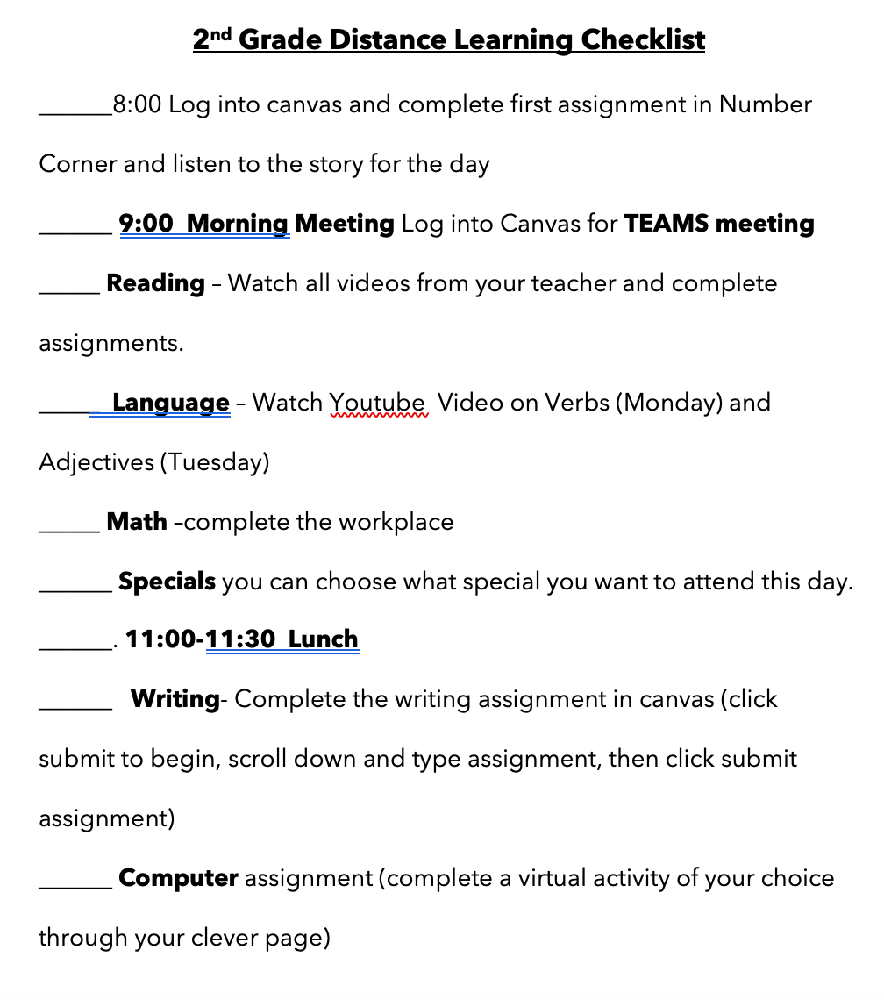 2nd Grade Distance Learning Checklist
______8:00 Log into canvas and complete first assignment in Number
Corner and listen to the story for the day
______ 9:00  Morning Meeting Log into Canvas for TEAMS meeting
_____ Reading – Watch all videos from your teacher and complete
assignments.
_____ Language – Watch Youtube  Video on Verbs (Monday) and
Adjectives (Tuesday)
_____ Math –complete the workplace
______ Specials you can choose what special you want to attend this day.
______. 11:00-11:30  Lunch
______  Writing- Complete the writing assignment in canvas (click
submit to begin, scroll down and type assignment, then click submit
assignment)
______ Computer assignment (complete a virtual activity of your choice
through your clever page)